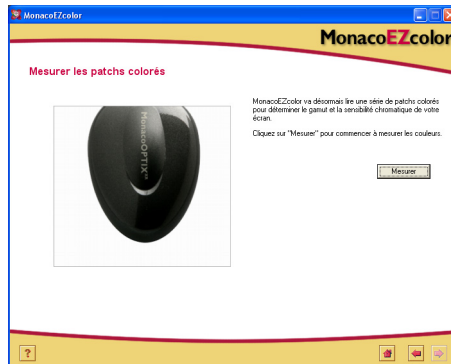 MonacoEZcolor
MonacoEZcolor
Mesurer les patchs colorés
MonacoOPTIX XR
MonacoEZcolor va désormais lire une série de patchs colorés
pour déterminer le gamut et la sensibilité chromatique de votre
écran.
Cliquez sur "Mesurer" pour commencer à mesurer les couleurs.
Mesurer
?